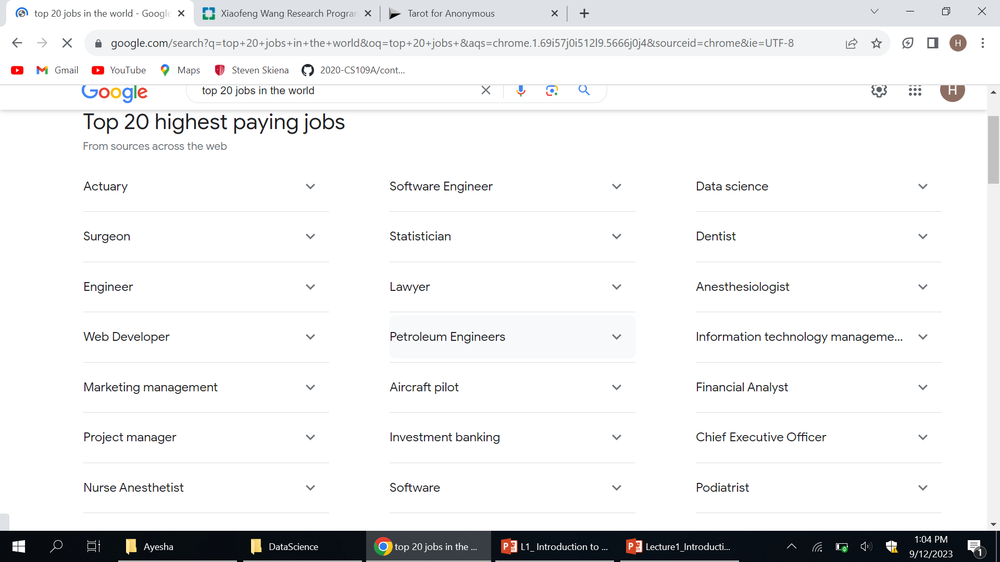 top 20 jobs in the world - Google
Xiaofeng Wang Research Program
Tarot for Anonymous
google.com/search?q=top+20+jobs+in+the+world&oq=top+20+jobs+&aqs=chrome.1.69i57j0i512l9.5666j0j4&sourceid=chrome&ie=UTF-8
H
Gmail
YouTube
Maps
Steven Skiena
2020-CS109A/cont...
Google
top 20 jobs in the world
H
Top 20 highest paying jobs
From sources across the web
Actuary
Software Engineer
Data science
Surgeon
Statistician
Dentist
Engineer
Lawyer
Anesthesiologist
Web Developer
Petroleum Engineers
Information technology manageme...
Marketing management
Aircraft pilot
Financial Analyst
Project manager
Investment banking
Chief Executive Officer
Nurse Anesthetist
Software
Podiatrist
Ayesha
DataScience
top 20 jobs in the ...
L1_ Introduction to ...
Lecture1_Introducti...
1:04 PM
9/12/2023
1